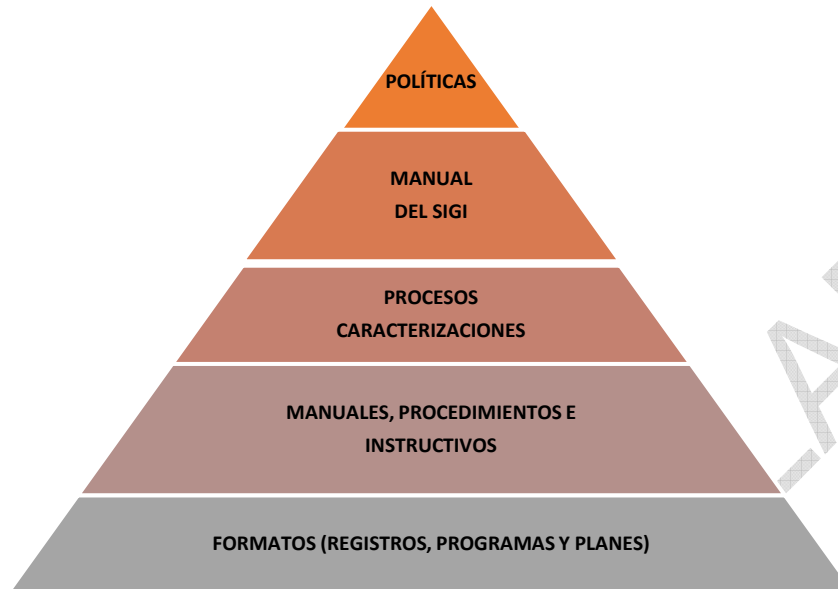 POLÍTICAS
MANUAL
DEL SIGI
PROCESOS
CARACTERIZACIONES
MANUALES, PROCEDIMIENTOS E
INSTRUCTIVOS
FORMATOS (REGISTROS, PROGRAMAS Y PLANES)